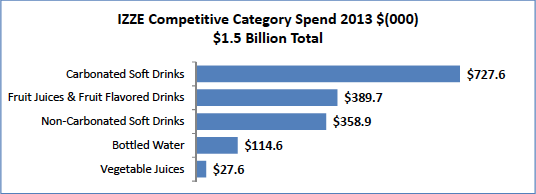 IZZE Competitive Category Spend 2013 $(000)
$1.5 Billion Total
Carbonated Soft Drinks $727.6
Fruit Juices & Fruit Flavored Drinks $389.7
Non-Carbonated Soft Drinks $358.9
Bottled Water $114.6
Vegetable Juices $27.6